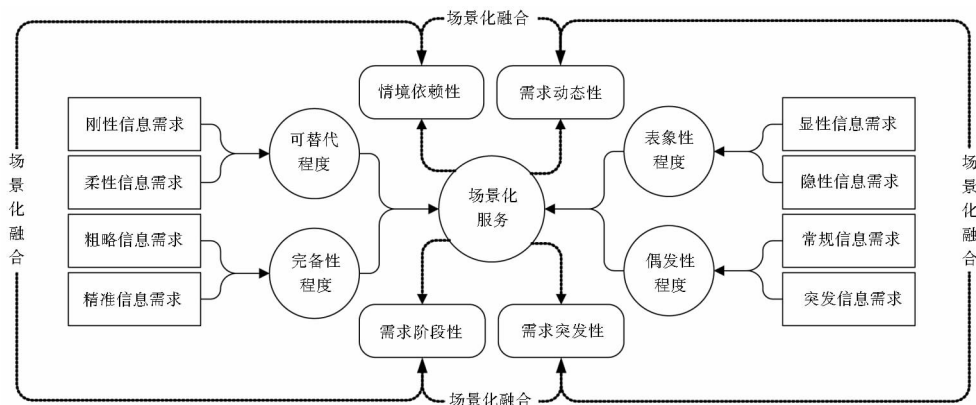 场景化融合
情境依赖性
需求动态性
刚性信息需求
柔性信息需求
粗略信息需求
精准信息需求
可替代
程度
完备性
程度
场景化
服务
表象性
程度
偶发性
程度
显性信息需求
隐性信息需求
常规信息需求
突发信息需求
需求阶段性
需求突发性
场景化融合
场景化融合
场景化融合